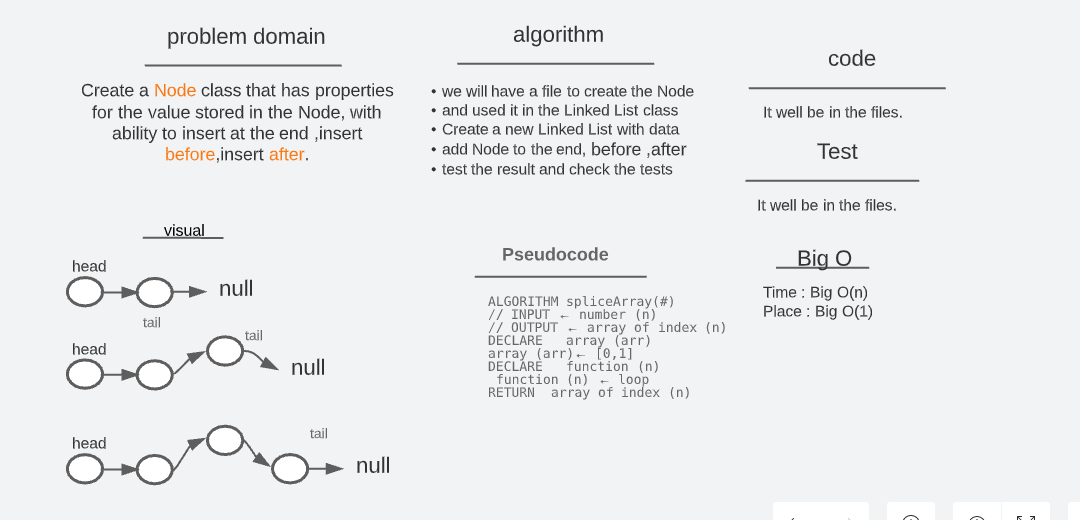 problem domain
Create a Node class that has properties
for the value stored in the Node, with
ability to insert at the end ,insert
before,insert after.
algorithm
• we will have a file to create the Node
• and used it in the Linked List class
• Create a new Linked List with data
• add Node to the end, before ,after
• test the result and check the tests
code
It well be in the files.
Test
It well be in the files.
visual
head
null
tail
head
tail
null
head
tail
null
Pseudocode
ALGORITHM spliceArray(#)
// INPUT ← number (n)
// OUTPUT ← array of index (n)
DECLARE array (arr)
array (arr)← [0,1]
DECLARE function (n)
function (n) ← loop
RETURN array of index (n)
Big O
Time : Big O(n)
Place : Big O(1)